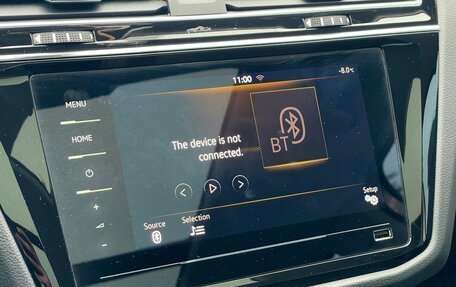 11:00
-8.0°C
MENU
HOME
The device is not
connected.
BT
+
-
Source
Selection
Setup